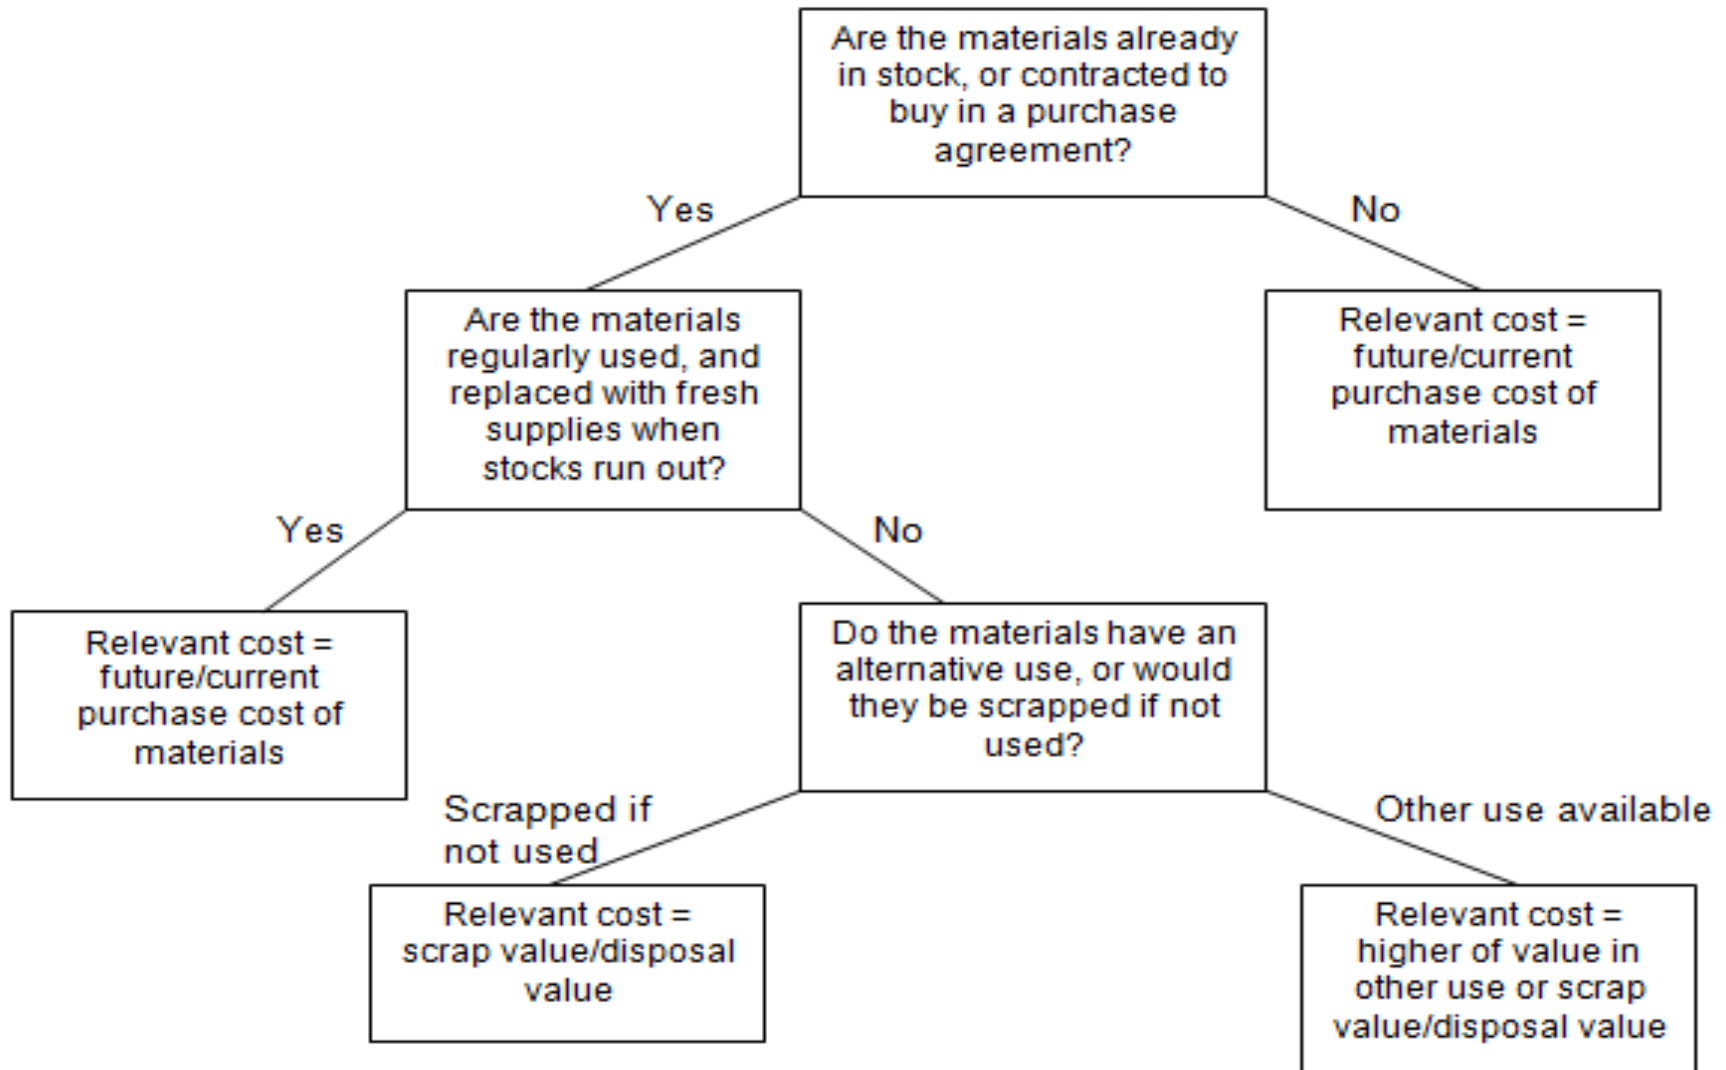 Are the materials already
in stock, or contracted to
buy in a purchase
agreement?
Yes
No
Are the materials
regularly used, and
replaced with fresh
supplies when
stocks run out?
Relevant cost =
future/current
purchase cost of
materials
Yes
No
Relevant cost =
future/current
purchase cost of
materials
Do the materials have an
alternative use, or would
they be scrapped if not
used?
Scrapped if
not used
Other use available
Relevant cost =
scrap value/disposal
value
Relevant cost =
higher of value in
other use or scrap
value/disposal value